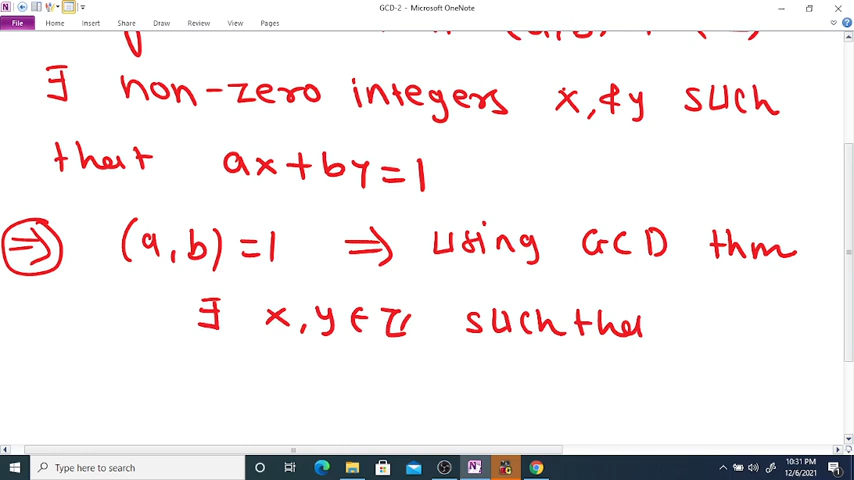 GCD-2 - Microsoft OneNote
File Home Insert Share Draw Review View Pages
∃ non-zero integers x, & y such
that ax+by=1
⇒ (a, b) = 1 ⇒ using GCD thm
∃ x, y ∈ ℤ such tha
Type here to search
10:31 PM
12/6/2021